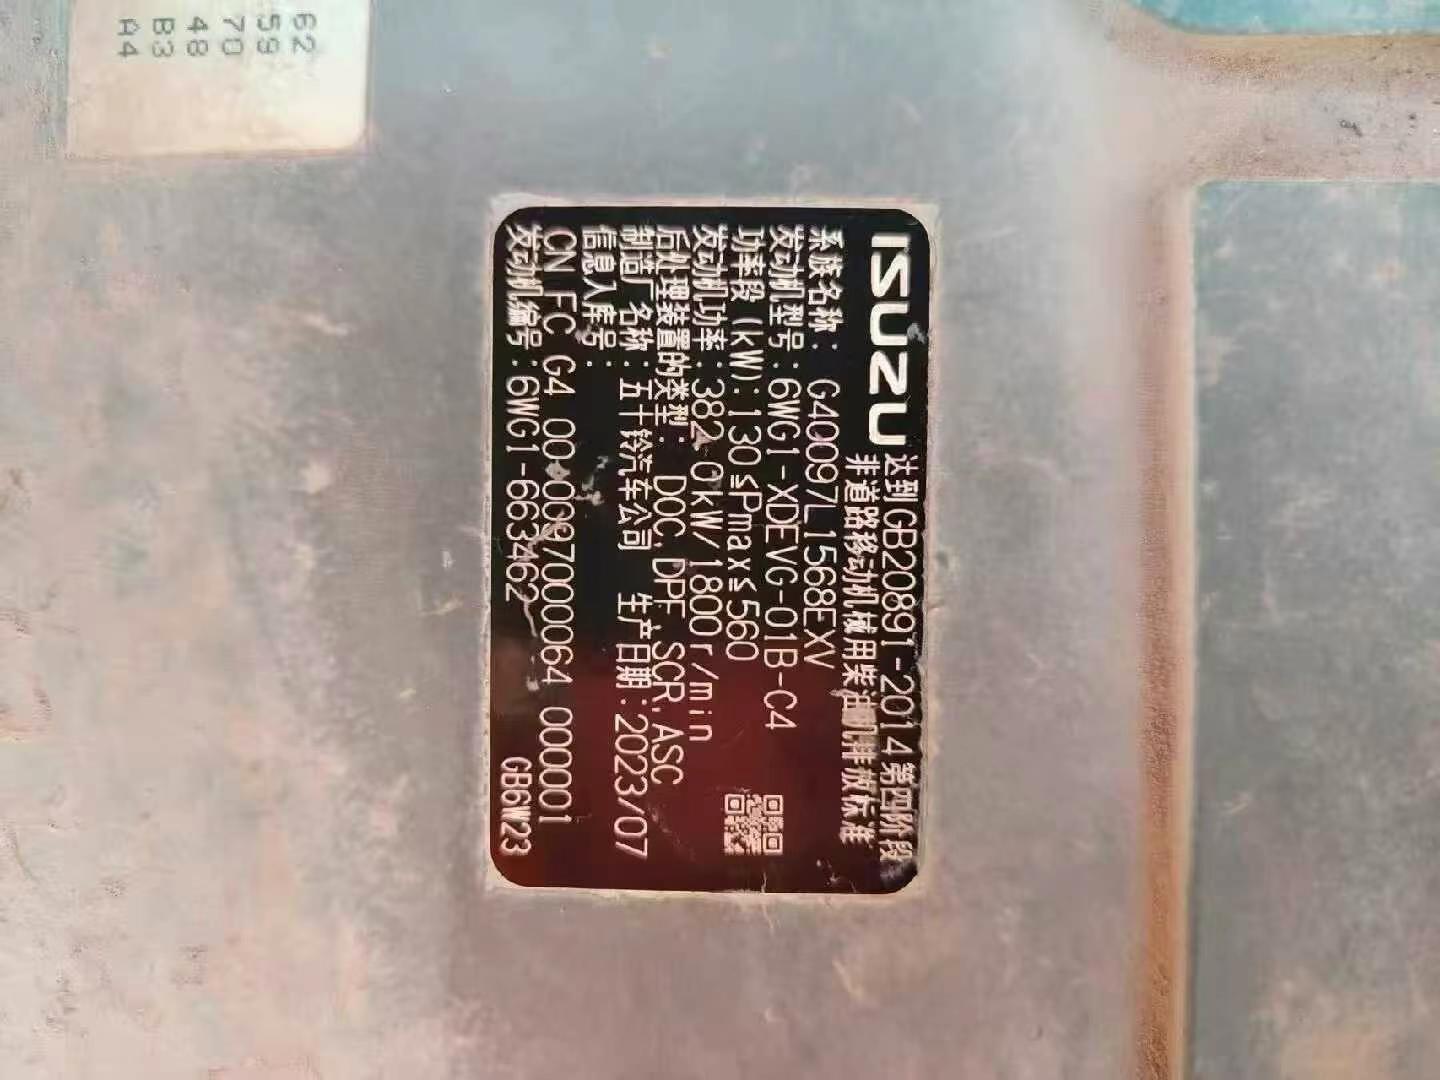 ISUZU
达到GB20891-2014第四阶段
非道路移动机械用柴油机排放标准
系族名称: G40097L1568EXV
发动机型号:6WG1-XDEVG-01B-C4
功率段(kW):130≤Pmax≤560
发动机功率:382.0kW/1800r/min
后处理装置的类型: DOC, DPF, SCR, ASC
制造厂名称:五十铃汽车公司 生产日期:2023/07
信息入库号:
CN FC G4 00 0097000064 000001
发动机编号:6WG1-663462
GB6W23
62
59
70
48
B3
A4